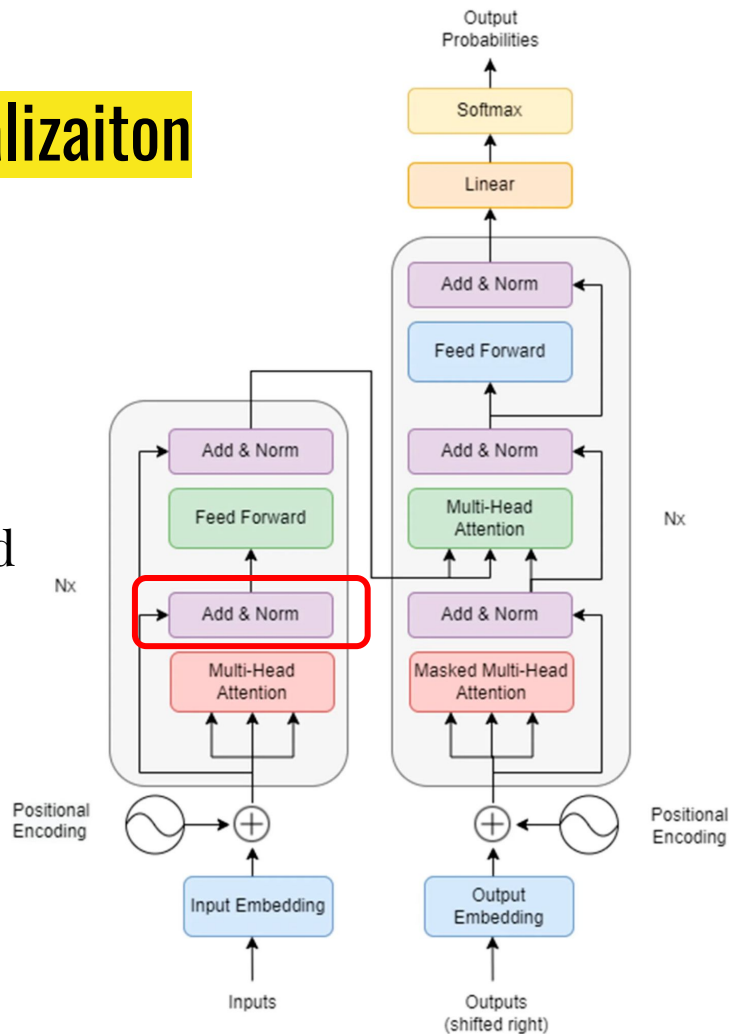 Output
Probabilities
Softmax
alizaiton
Linear
Add & Norm
Feed Forward
Add & Norm
Add & Norm
Feed Forward
Multi-Head
Attention
Nx
d
Nx
Add & Norm
Add & Norm
Multi-Head
Attention
Masked Multi-Head
Attention
Positional
Encoding
Positional
Encoding
Input Embedding
Output
Embedding
Inputs
Outputs
(shifted right)